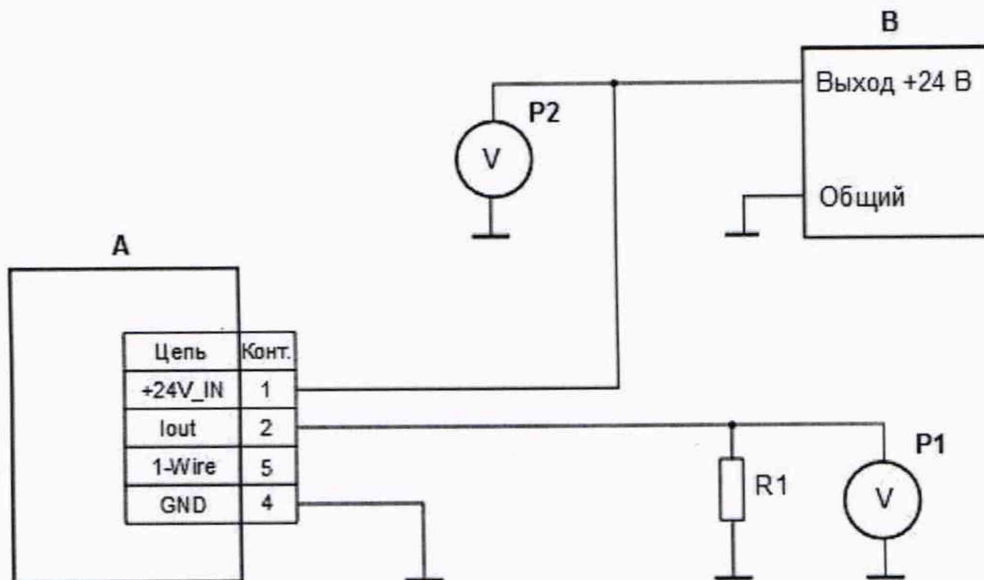 B
Выход +24 В
P2
V
Общий
A
Цепь Конт.
+24V_IN 1
Iout 2
1-Wire 5
GND 4
R1
P1
V